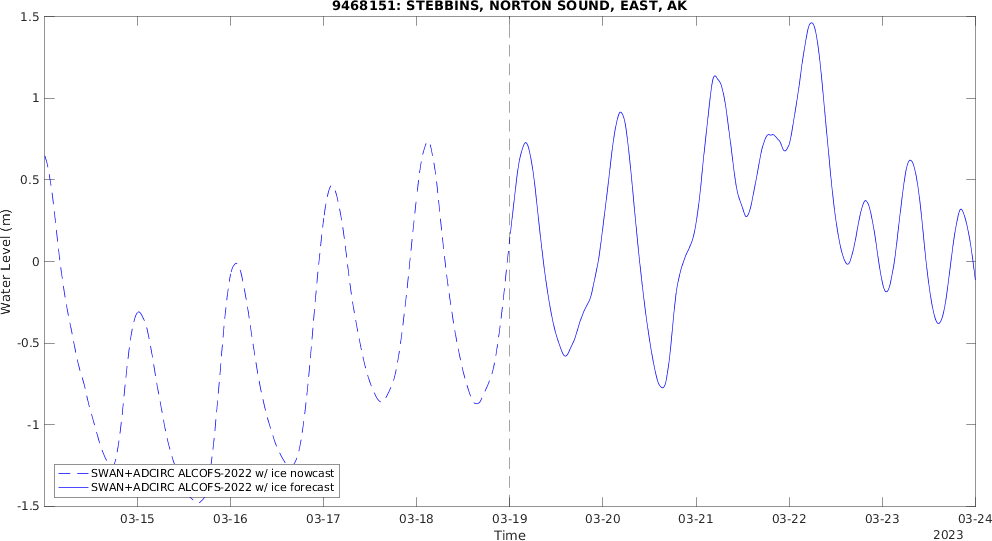 9468151: STEBBINS, NORTON SOUND, EAST, AK
Water Level (m)
1.5
1
0.5
0
-0.5
-1
-1.5
SWAN+ADCIRC ALCOFS-2022 w/ ice nowcast
SWAN+ADCIRC ALCOFS-2022 w/ ice forecast
03-15 03-16 03-17 03-18 03-19 03-20 03-21 03-22 03-23 03-24
Time
2023